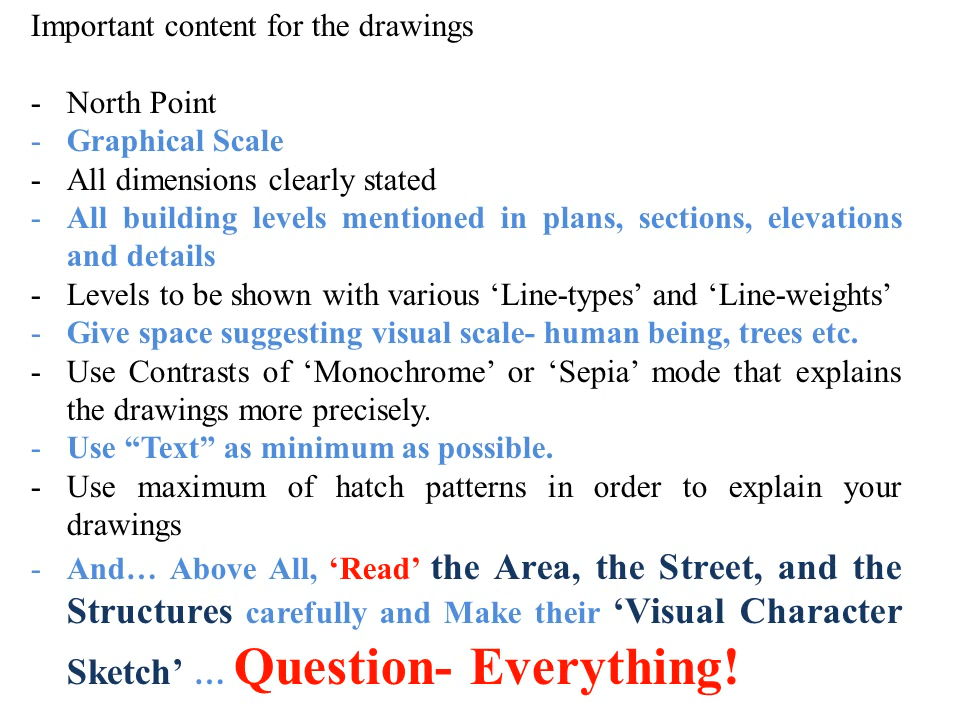 Important content for the drawings
- North Point
- Graphical Scale
- All dimensions clearly stated
- All building levels mentioned in plans, sections, elevations
and details
- Levels to be shown with various ‘Line-types’ and ‘Line-weights’
- Give space suggesting visual scale- human being, trees etc.
- Use Contrasts of ‘Monochrome’ or ‘Sepia’ mode that explains
the drawings more precisely.
- Use “Text” as minimum as possible.
- Use maximum of hatch patterns in order to explain your
drawings
- And… Above All, ‘Read’ the Area, the Street, and the
Structures carefully and Make their ‘Visual Character
Sketch’ … Question- Everything!